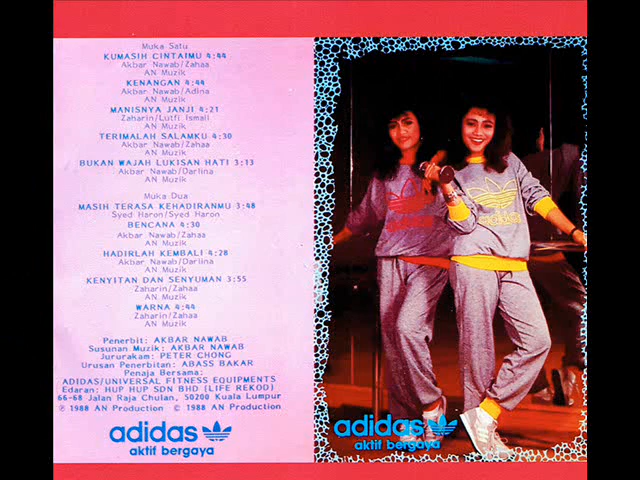 Muka Satu
KUMASIH CINTAIMU 4:44
Akbar Nawab/Zahaa
AN Muzik
KENANGAN 4:44
Akbar Nawab/Adina
AN Muzik
MANISNYA JANJI 4:21
Zaharin/Lutfi Ismail
AN Muzik
TERIMALAH SALAMKU 4:30
Akbar Nawab/Zahaa
AN Muzik
BUKAN WAJAH LUKISAN HATI 3:13
Akbar Nawab/Darlina
AN Muzik
Muka Dua
MASIH TERASA KEHADIRANMU 3:48
Syed Haron/Syed Haron
BENCANA 4:30
Akbar Nawab/Zahaa
AN Muzik
HADIRLAH KEMBALI 4:28
Akbar Nawab/Darlina
AN Muzik
KENYITAN DAN SENYUMAN 3:55
Zaharin/Zahaa
AN Muzik
WARNA 4:44
Zaharin/Zahaa
AN Muzik
Penerbit: AKBAR NAWAB
Susunan Muzik: AKBAR NAWAB
Jururakam: PETER CHONG
Urusan Penerbitan: ABASS BAKAR
Penaja Bersama:
ADIDAS/UNIVERSAL FITNESS EQUIPMENTS
Edaran: HUP HUP SDN BHD (LIFE REKOD)
66-68 Jalan Raja Chulan, 50200 Kuala Lumpur
℗ 1988 AN Production © 1988 AN Production
adidas
aktif bergaya
adidas
aktif bergaya